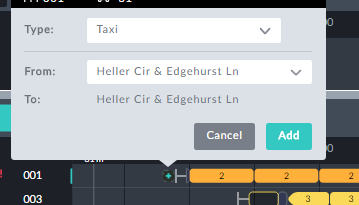 Type: Taxi
From: Heller Cir & Edgehurst Ln
To: Heller Cir & Edgehurst Ln
Cancel Add
001 2 2 2
003 3 3